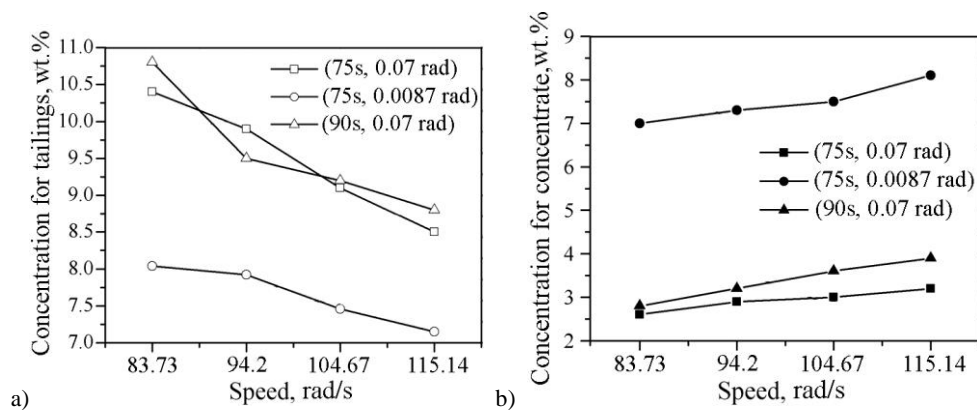 a)
Concentration for tailings, wt.%
11.0
10.5
10.0
9.5
9.0
8.5
8.0
7.5
7.0
(75s, 0.07 rad)
(75s, 0.0087 rad)
(90s, 0.07 rad)
83.73 94.2 104.67 115.14
Speed, rad/s
b)
Concentration for concentrate,wt.%
9
8
7
6
5
4
3
2
(75s, 0.07 rad)
(75s, 0.0087 rad)
(90s, 0.07 rad)
83.73 94.2 104.67 115.14
Speed, rad/s